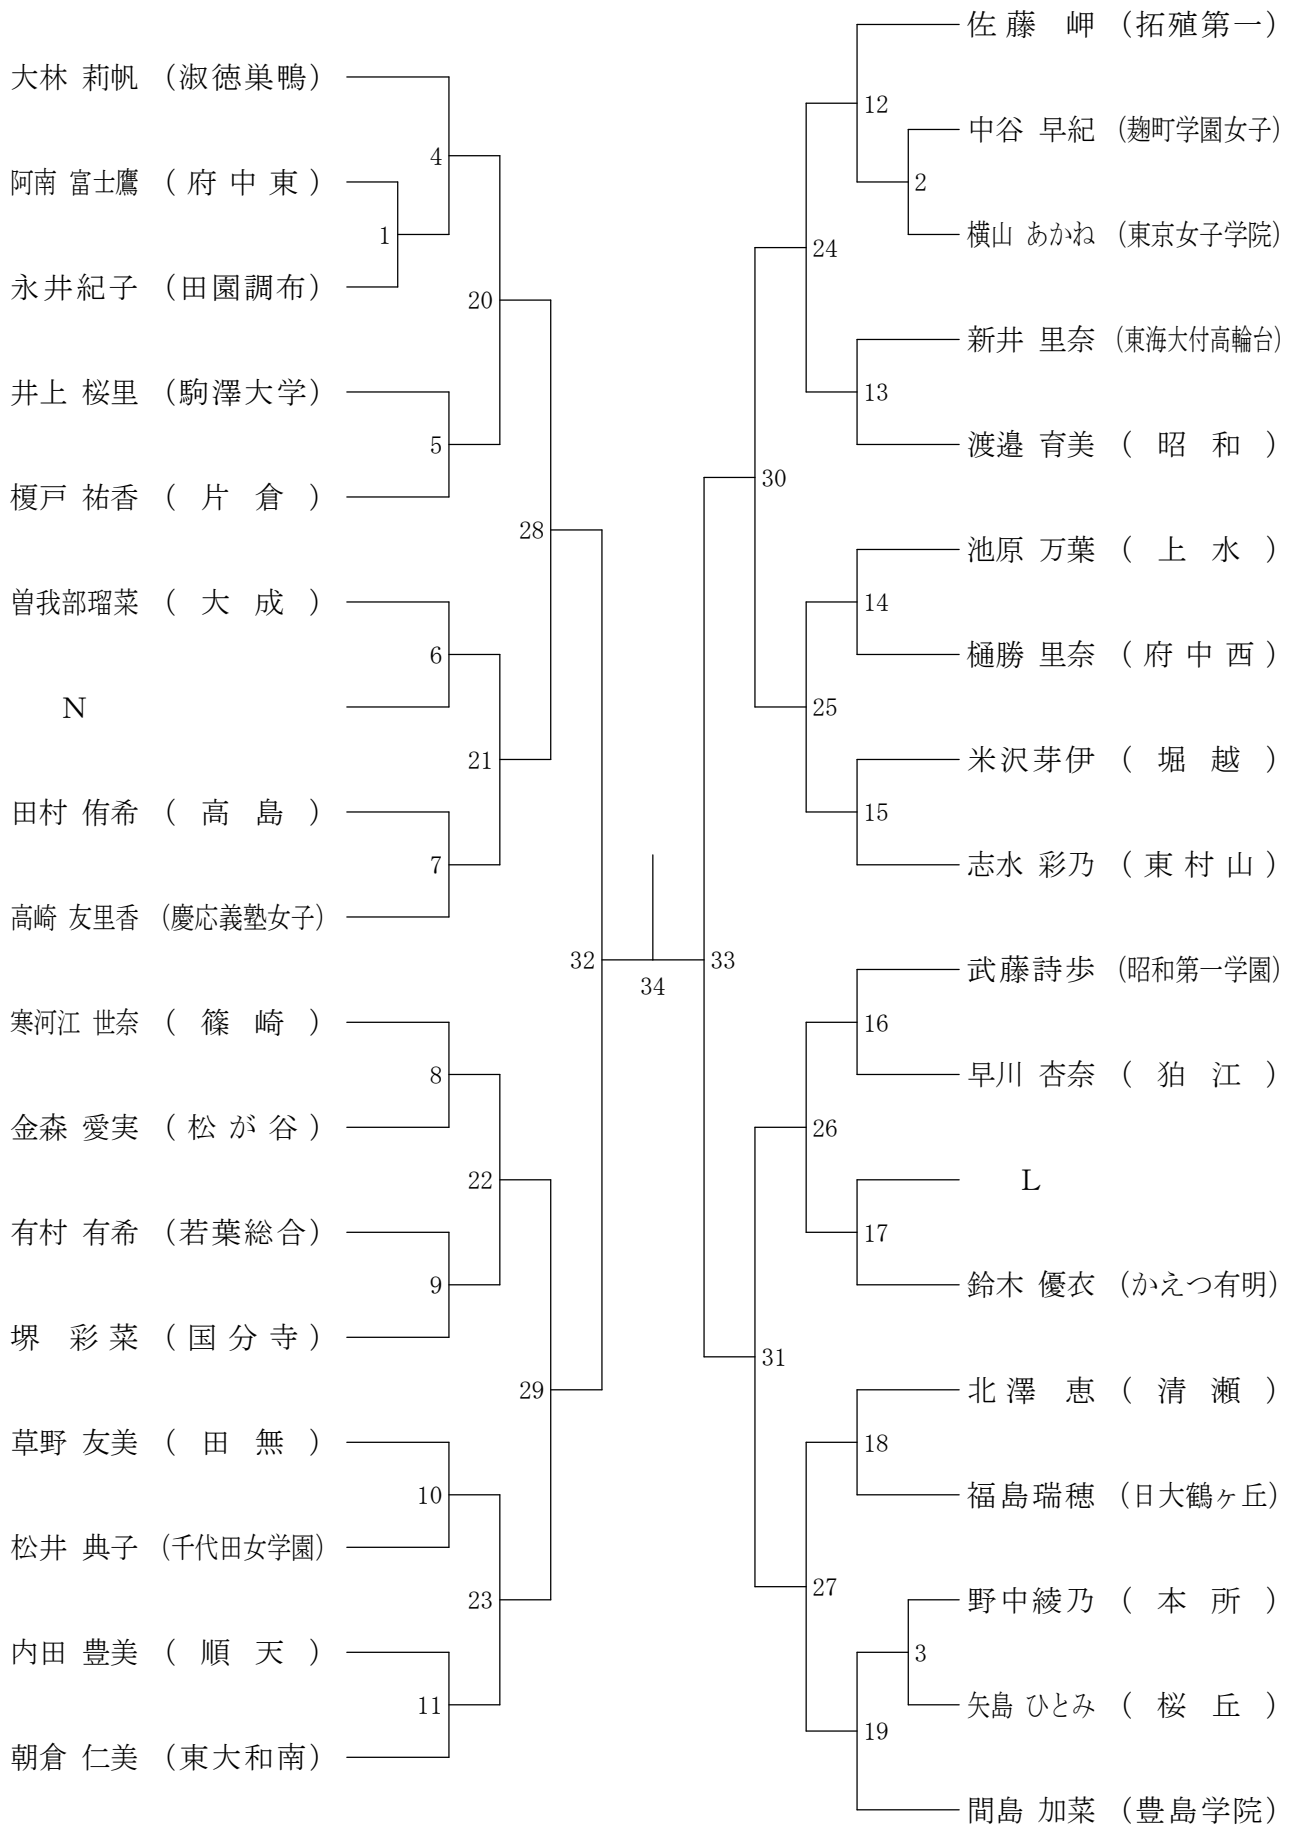 大林 莉帆 (淑徳巣鴨)
4
阿南 富士鷹 (府中東)
1
永井紀子 (田園調布)
20
井上 桜里 (駒澤大学)
5
榎戸 祐香 (片倉)
28
曽我部瑠菜 (大成)
6
N
21
田村 侑希 (高島)
7
高崎 友里香 (慶応義塾女子)
32
寒河江 世奈 (篠崎)
8
金森 愛実 (松が谷)
22
有村 有希 (若葉総合)
9
堺 彩菜 (国分寺)
29
草野 友美 (田無)
10
松井 典子 (千代田女学園)
23
内田 豊美 (順天)
11
朝倉 仁美 (東大和南)
34
佐藤 岬 (拓殖第一)
12
中谷 早紀 (麹町学園女子)
2
横山 あかね (東京女子学院)
24
新井 里奈 (東海大付高輪台)
13
渡邉 育美 (昭和)
30
池原 万葉 (上水)
14
樋勝 里奈 (府中西)
25
米沢芽伊 (堀越)
15
志水 彩乃 (東村山)
33
武藤詩歩 (昭和第一学園)
16
早川 杏奈 (狛江)
26
L
17
鈴木 優衣 (かえつ有明)
31
北澤 恵 (清瀬)
18
福島瑞穂 (日大鶴ヶ丘)
27
野中綾乃 (本所)
3
矢島 ひとみ (桜丘)
19
間島 加菜 (豊島学院)